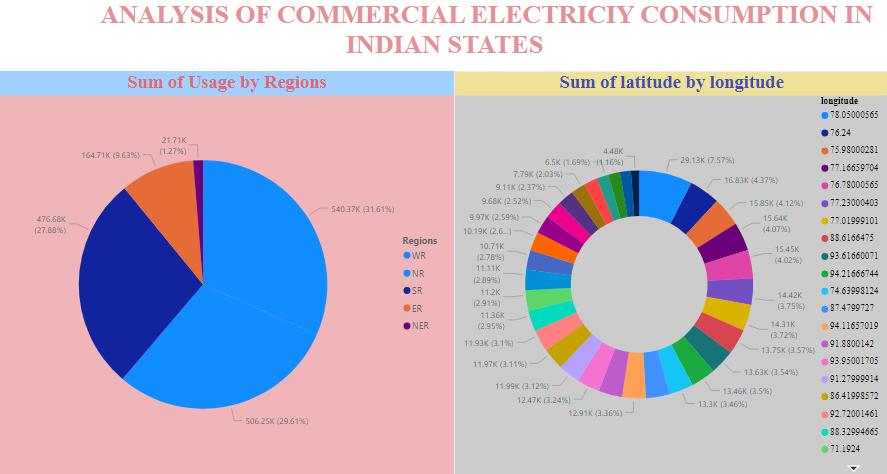 ANALYSIS OF COMMERCIAL ELECTRICIY CONSUMPTION IN
INDIAN STATES
Sum of Usage by Regions
21.71K
(1.27%)
164.71K (9.63%)
540.37K (31.61%)
476.68K
(27.88%)
506.25K (29.61%)
Regions
WR
NR
SR
ER
NER
Sum of latitude by longitude
4.48K
(1.16%)
29.13K (7.57%)
16.83K (4.37%)
15.85K (4.12%)
15.64K
(4.07%)
15.45K
(4.02%)
14.42K
(3.75%)
14.31K
(3.72%)
13.75K (3.57%)
13.63K (3.54%)
13.46K (3.5%)
13.3K (3.46%)
12.91K (3.36%)
12.47K (3.24%)
11.99K (3.12%)
11.97K (3.11%)
11.93K (3.1%)
11.36K
(2.95%)
11.2K
(2.91%)
11.11K
(2.89%)
10.71K
(2.78%)
10.19K (2.6...)
9.97K (2.59%)
9.68K (2.52%)
9.11K (2.37%)
7.79K (2.03%)
6.5K (1.69%)
longitude
78.05000565
76.24
75.98000281
77.16659704
76.78000565
77.23000403
77.01999101
88.6166475
93.61660071
94.21666744
74.63998124
87.4799727
94.11657019
91.8800142
93.95001705
91.27999914
86.41998572
92.72001461
88.32994665
71.1924